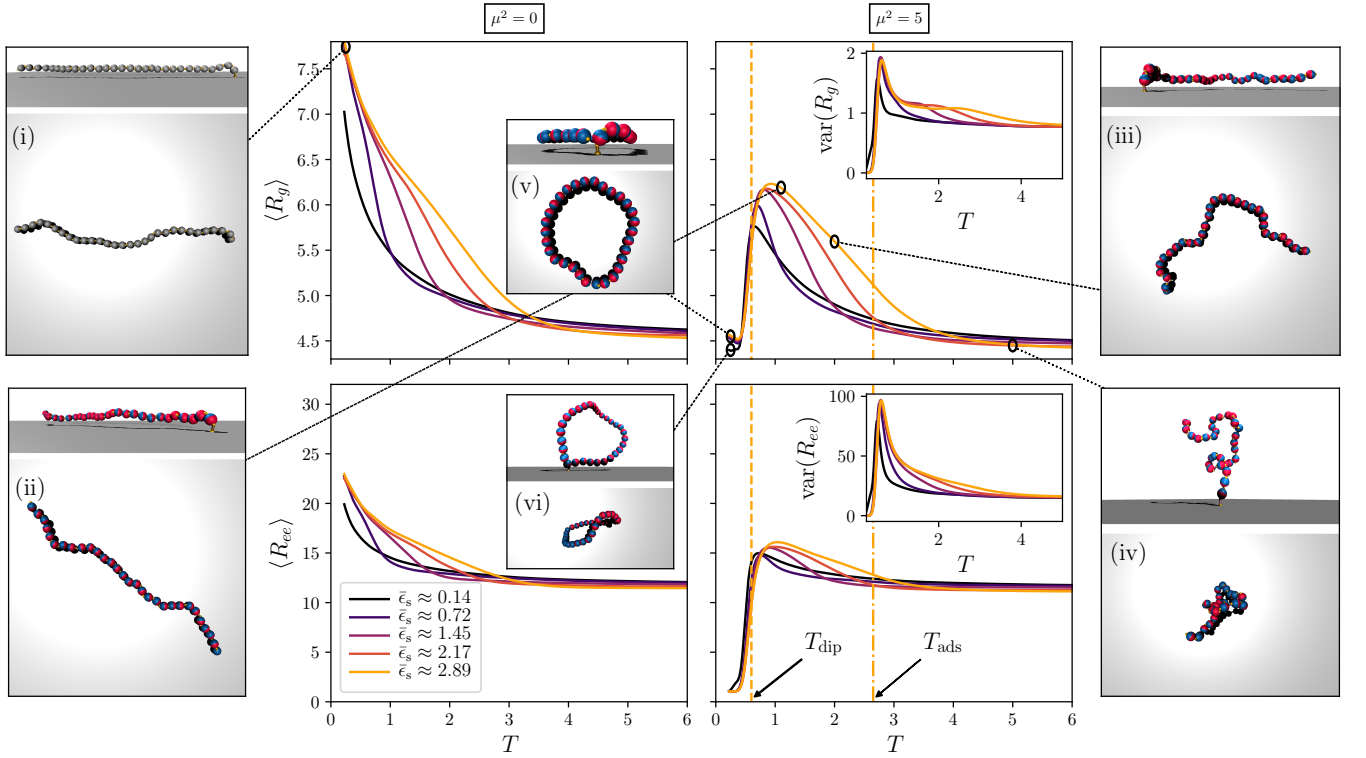 μ² = 0
μ² = 5
⟨R_g⟩
7.5
7.0
6.5
6.0
5.5
5.0
4.5
var(R_g)
2
1
0
2
4
T
(i)
(v)
(iii)
⟨R_ee⟩
30
25
20
15
10
5
0
var(R_ee)
100
50
0
2
4
T
(ii)
(vi)
(iv)
ε̄_s ≈ 0.14
ε̄_s ≈ 0.72
ε̄_s ≈ 1.45
ε̄_s ≈ 2.17
ε̄_s ≈ 2.89
T_dip
T_ads
0 1 2 3 4 5 6
0 1 2 3 4 5 6
T
T